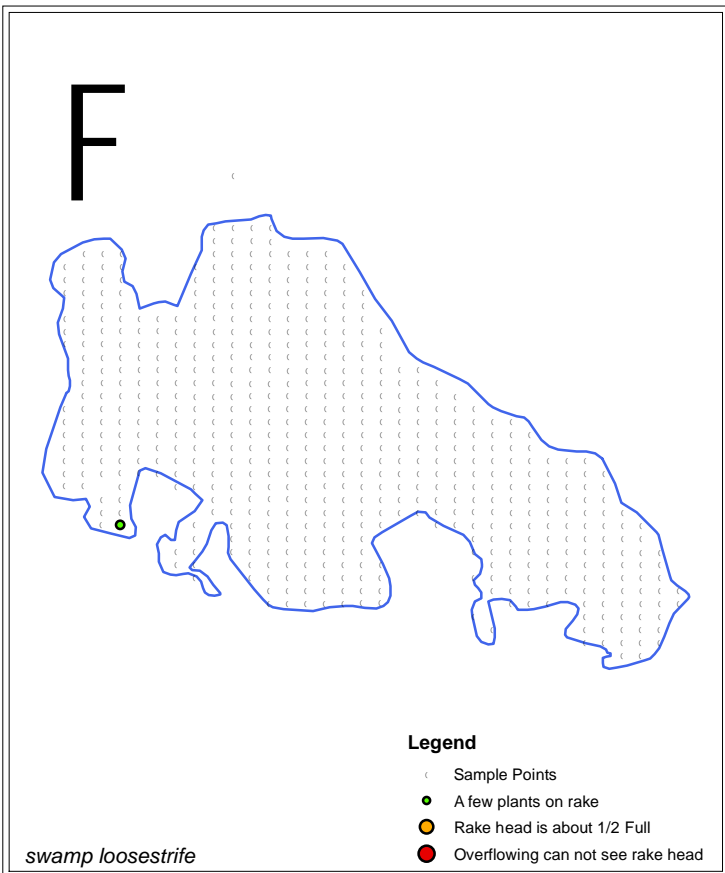 F
Legend
Sample Points
A few plants on rake
Rake head is about 1/2 Full
Overflowing can not see rake head
swamp loosestrife